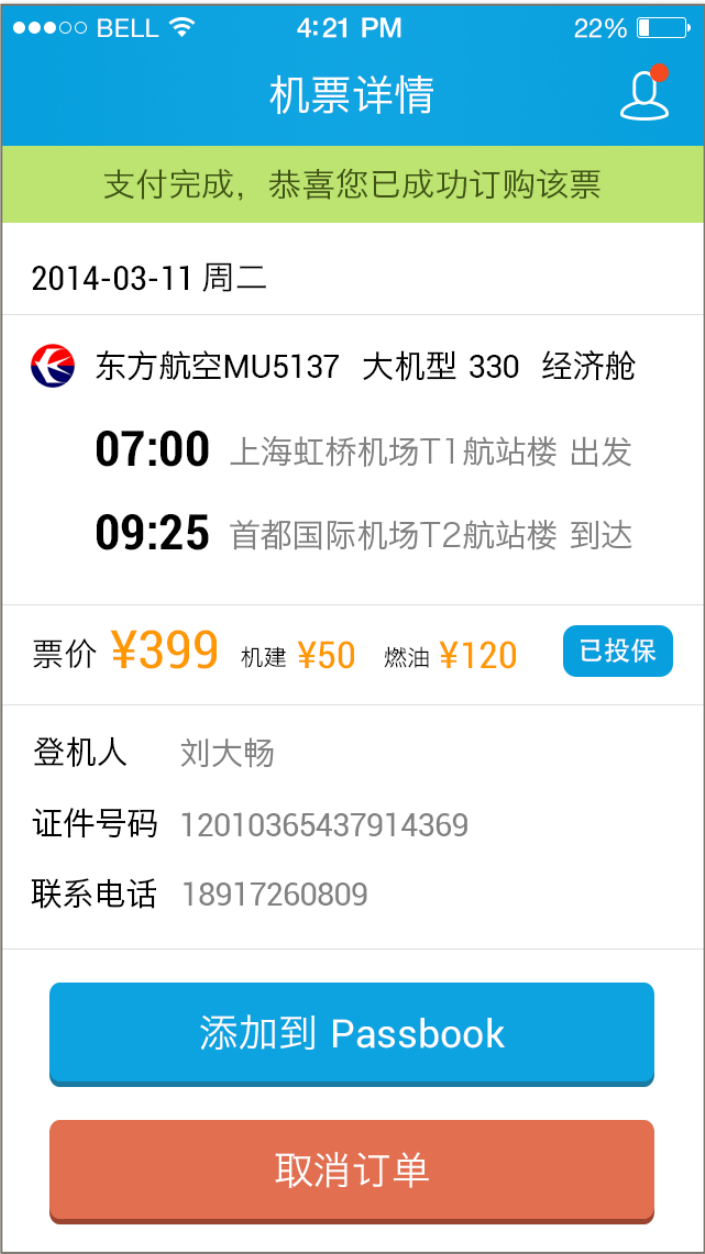 BELL 4:21 PM 22%
机票详情
支付完成，恭喜您已成功订购该票
2014-03-11 周二
东方航空MU5137 大机型 330 经济舱
07:00 上海虹桥机场T1航站楼 出发
09:25 首都国际机场T2航站楼 到达
票价 ¥399 机建 ¥50 燃油 ¥120 已投保
登机人 刘大畅
证件号码 12010365437914369
联系电话 18917260809
添加到 Passbook
取消订单